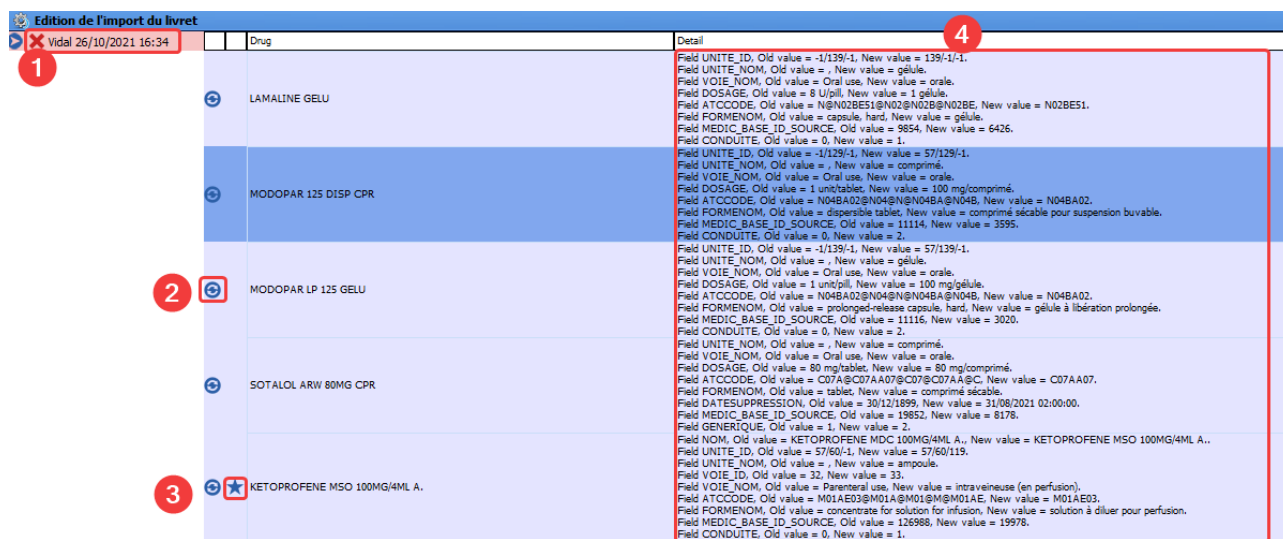 Edition de l'import du livret
Vidal 26/10/2021 16:34
Drug
Detail
4
1
Field UNITE_ID, Old value = -1/139/-1, New value = 139/-1/-1.
Field UNITE_NOM, Old value = , New value = gélule.
Field VOIE_NOM, Old value = Oral use, New value = orale.
Field DOSAGE, Old value = 8 U/pill, New value = 1 gélule.
LAMALINE GELU
Field ATCCODE, Old value = N@N02BE51@N02@N02B@N02BE, New value = N02BE51.
Field FORMENOM, Old value = capsule, hard, New value = gélule.
Field MEDIC_BASE_ID_SOURCE, Old value = 9854, New value = 6426.
Field CONDUITE, Old value = 0, New value = 1.
Field UNITE_ID, Old value = -1/129/-1, New value = 57/129/-1.
Field UNITE_NOM, Old value = , New value = comprimé.
Field VOIE_NOM, Old value = Oral use, New value = orale.
Field DOSAGE, Old value = 1 unit/tablet, New value = 100 mg/comprimé.
MODOPAR 125 DISP CPR
Field ATCCODE, Old value = N04BA02@N04@N@N04BA@N04B, New value = N04BA02.
Field FORMENOM, Old value = dispersible tablet, New value = comprimé sécable pour suspension buvable.
Field MEDIC_BASE_ID_SOURCE, Old value = 11114, New value = 3595.
Field CONDUITE, Old value = 0, New value = 2.
Field UNITE_ID, Old value = -1/139/-1, New value = 57/139/-1.
Field UNITE_NOM, Old value = , New value = gélule.
Field VOIE_NOM, Old value = Oral use, New value = orale.
Field DOSAGE, Old value = 1 unit/pill, New value = 100 mg/gélule.
2
MODOPAR LP 125 GELU
Field ATCCODE, Old value = N04BA02@N04@N@N04BA@N04B, New value = N04BA02.
Field FORMENOM, Old value = prolonged-release capsule, hard, New value = gélule à libération prolongée.
Field MEDIC_BASE_ID_SOURCE, Old value = 11116, New value = 3020.
Field CONDUITE, Old value = 0, New value = 2.
Field UNITE_NOM, Old value = , New value = comprimé.
Field VOIE_NOM, Old value = Oral use, New value = orale.
Field DOSAGE, Old value = 80 mg/tablet, New value = 80 mg/comprimé.
SOTALOL ARW 80MG CPR
Field ATCCODE, Old value = C07A@C07AA07@C07@C07AA@C, New value = C07AA07.
Field FORMENOM, Old value = tablet, New value = comprimé sécable.
Field DATESUPPRESSION, Old value = 30/12/1899, New value = 31/08/2021 02:00:00.
Field MEDIC_BASE_ID_SOURCE, Old value = 19852, New value = 8178.
Field GENERIQUE, Old value = 1, New value = 2.
Field NOM, Old value = KETOPROFENE MDC 100MG/4ML A., New value = KETOPROFENE MSO 100MG/4ML A..
Field UNITE_ID, Old value = 57/60/-1, New value = 57/60/119.
Field UNITE_NOM, Old value = , New value = ampoule.
Field VOIE_ID, Old value = 32, New value = 33.
3
KETOPROFENE MSO 100MG/4ML A.
Field VOIE_NOM, Old value = Parenteral use, New value = intraveineuse (en perfusion).
Field ATCCODE, Old value = M01AE03@M01A@M01@M@M01AE, New value = M01AE03.
Field FORMENOM, Old value = concentrate for solution for infusion, New value = solution à diluer pour perfusion.
Field MEDIC_BASE_ID_SOURCE, Old value = 126988, New value = 19978.
Field CONDUITE, Old value = 0, New value = 1.